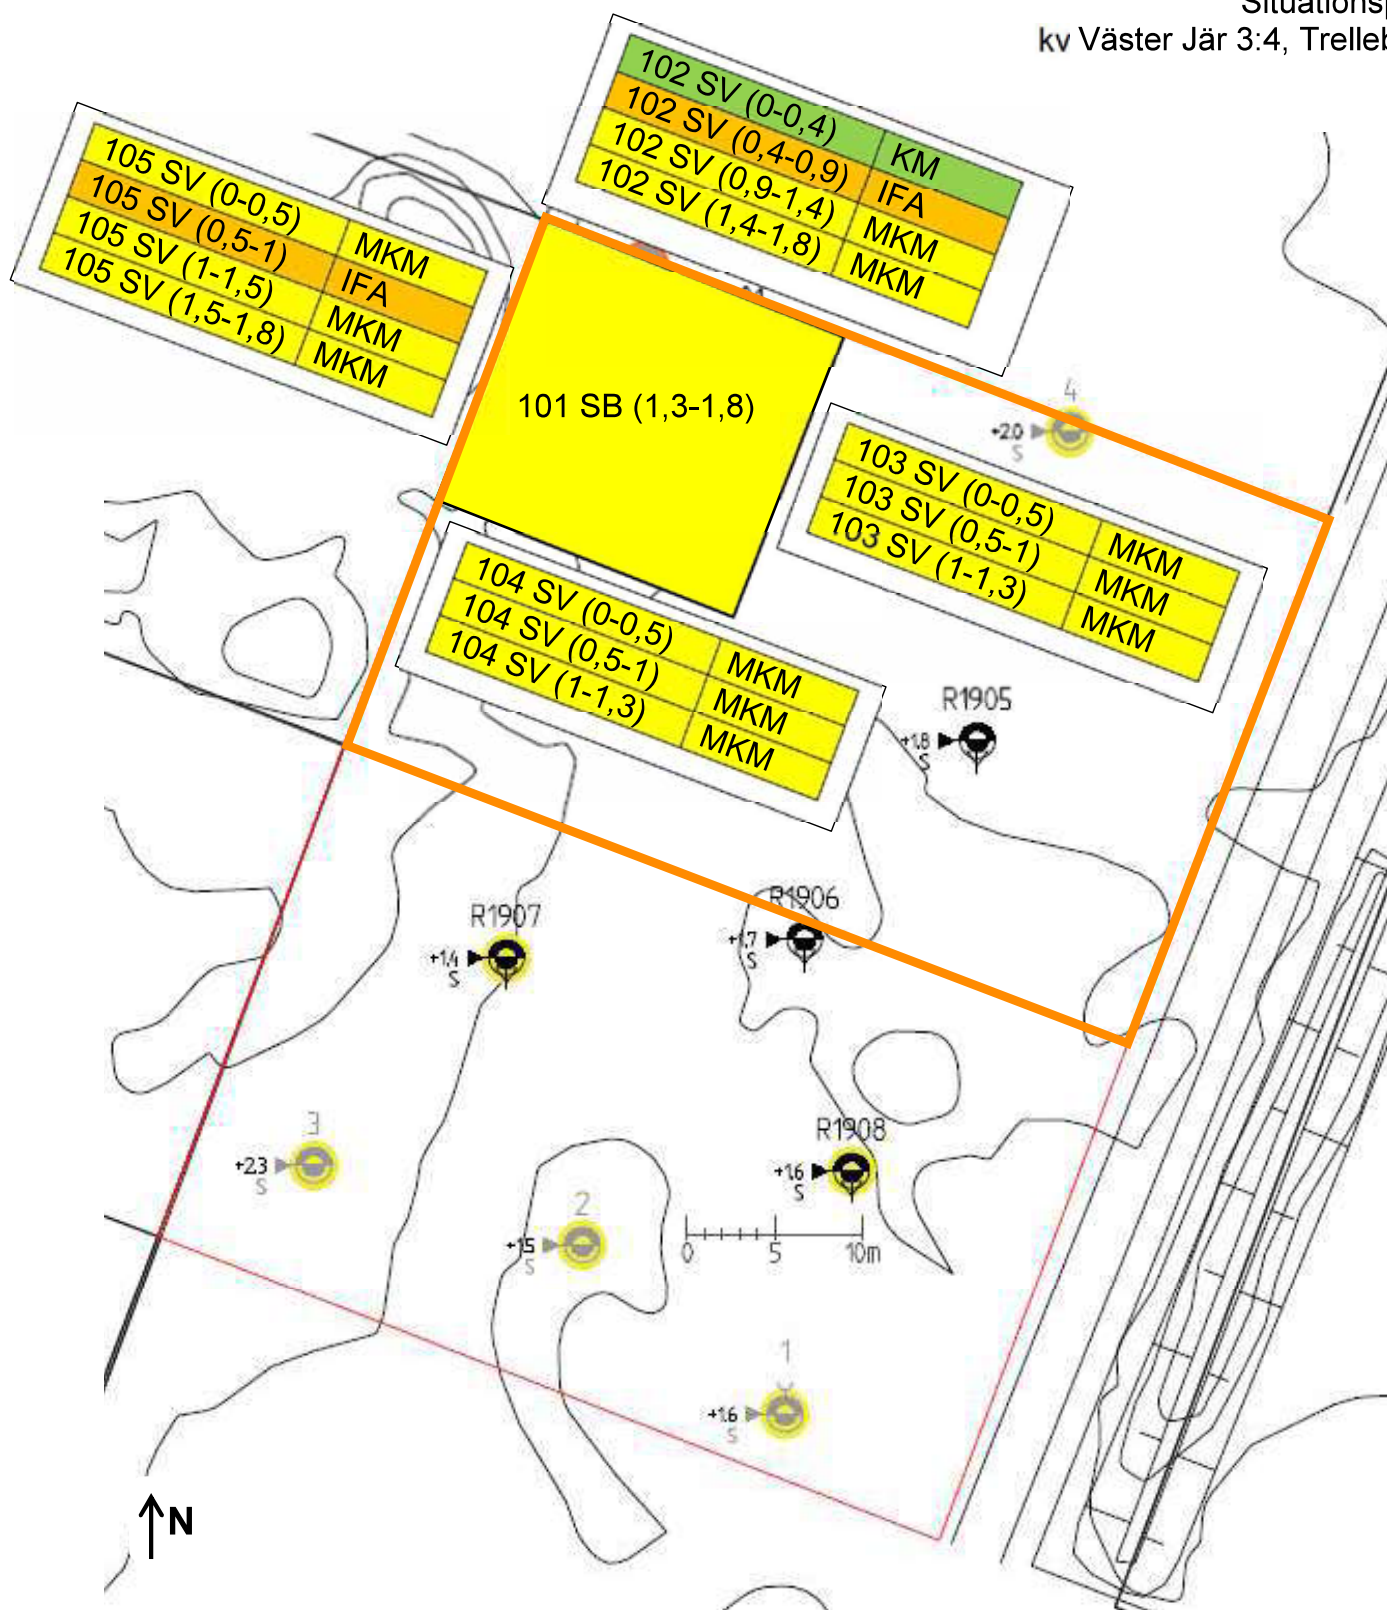 kv Väster Jär 3:4,
102 SV (0-0,4) KM
102 SV (0,4-0,9) IFA
102 SV (0,9-1,4) MKM
102 SV (1,4-1,8) MKM
105 SV (0-0,5) MKM
105 SV (0,5-1) IFA
105 SV (1-1,5) MKM
105 SV (1,5-1,8) MKM
101 SB (1,3-1,8)
4
+2.0
S
103 SV (0-0,5) MKM
103 SV (0,5-1) MKM
103 SV (1-1,3) MKM
104 SV (0-0,5) MKM
104 SV (0,5-1) MKM
104 SV (1-1,3) MKM
R1905
+1.8
S
R1906
+1.7
S
R1907
+1.4
S
3
+2.3
S
R1908
+1.6
S
2
+1.5
S
0 5 10m
1
+1.6
S
N